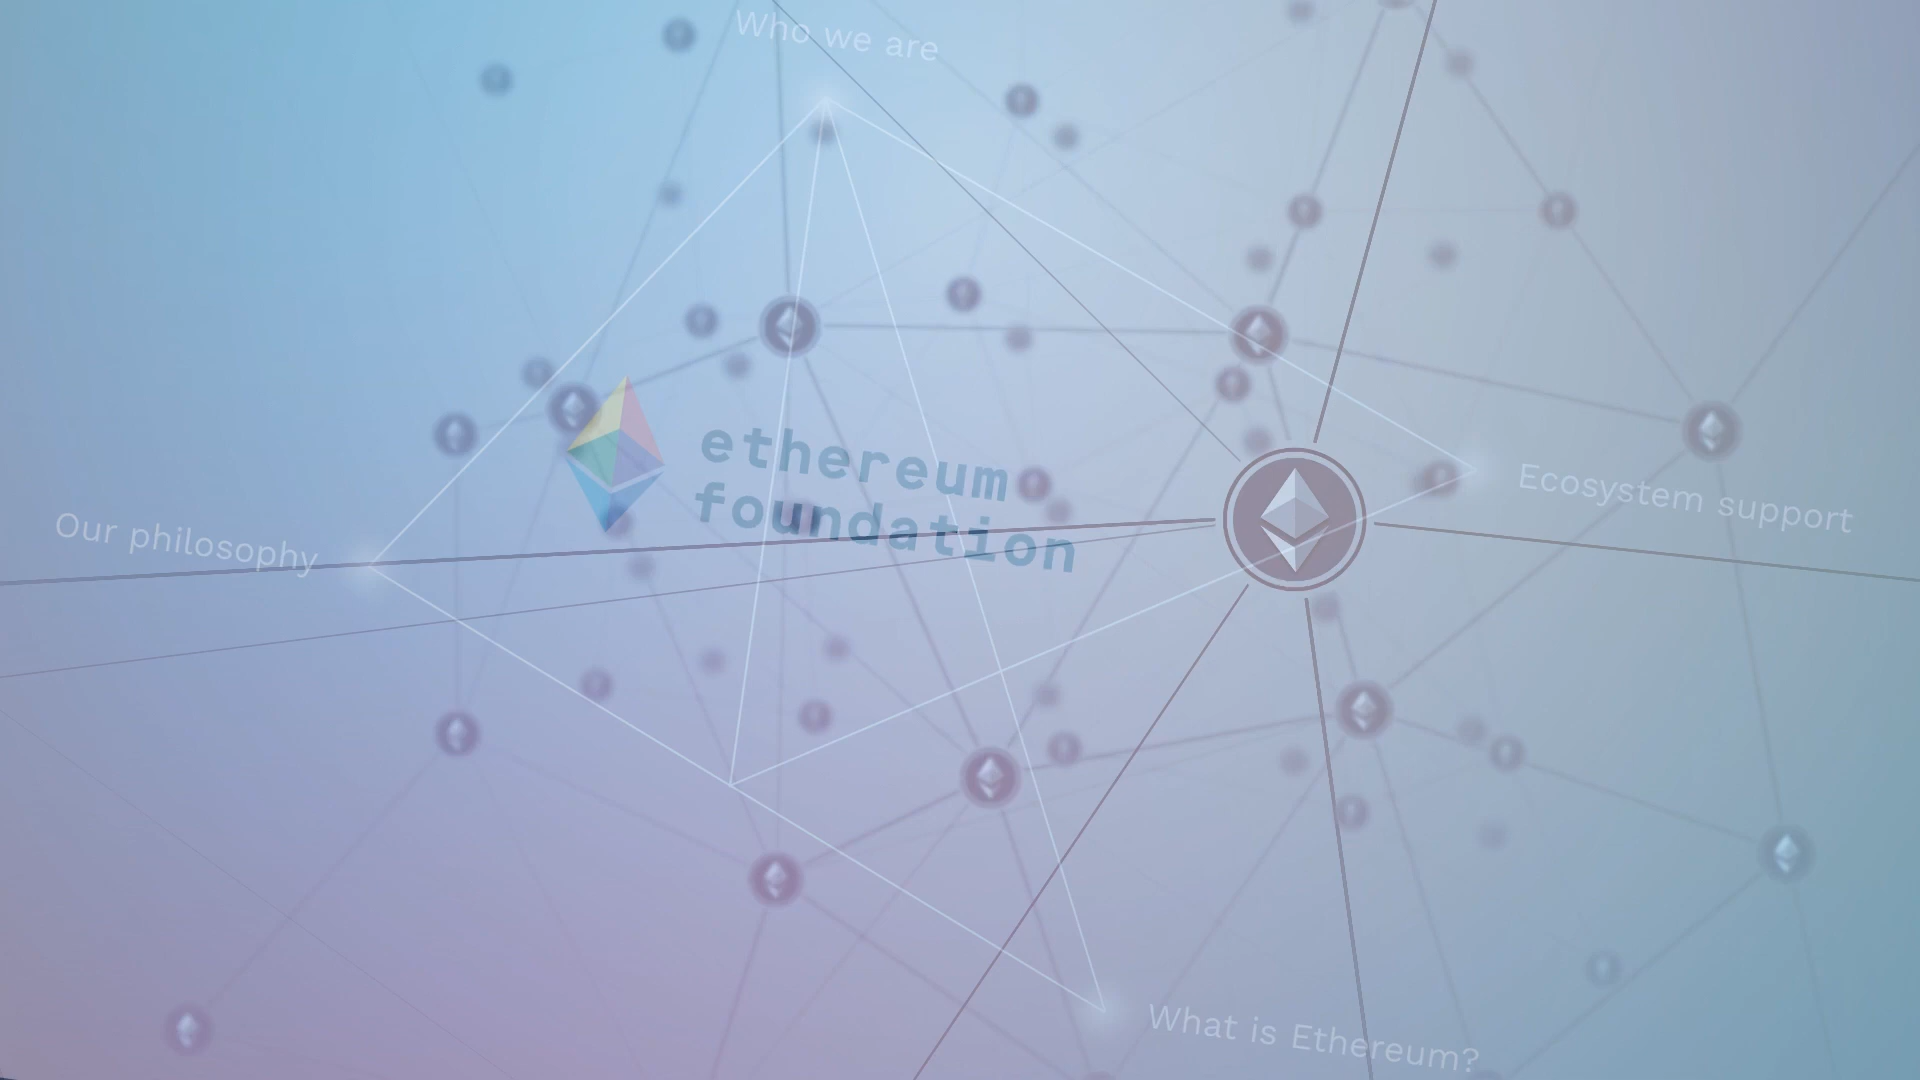 Who we are
ethereum
foundation
Ecosystem support
Our philosophy
What is Ethereum?